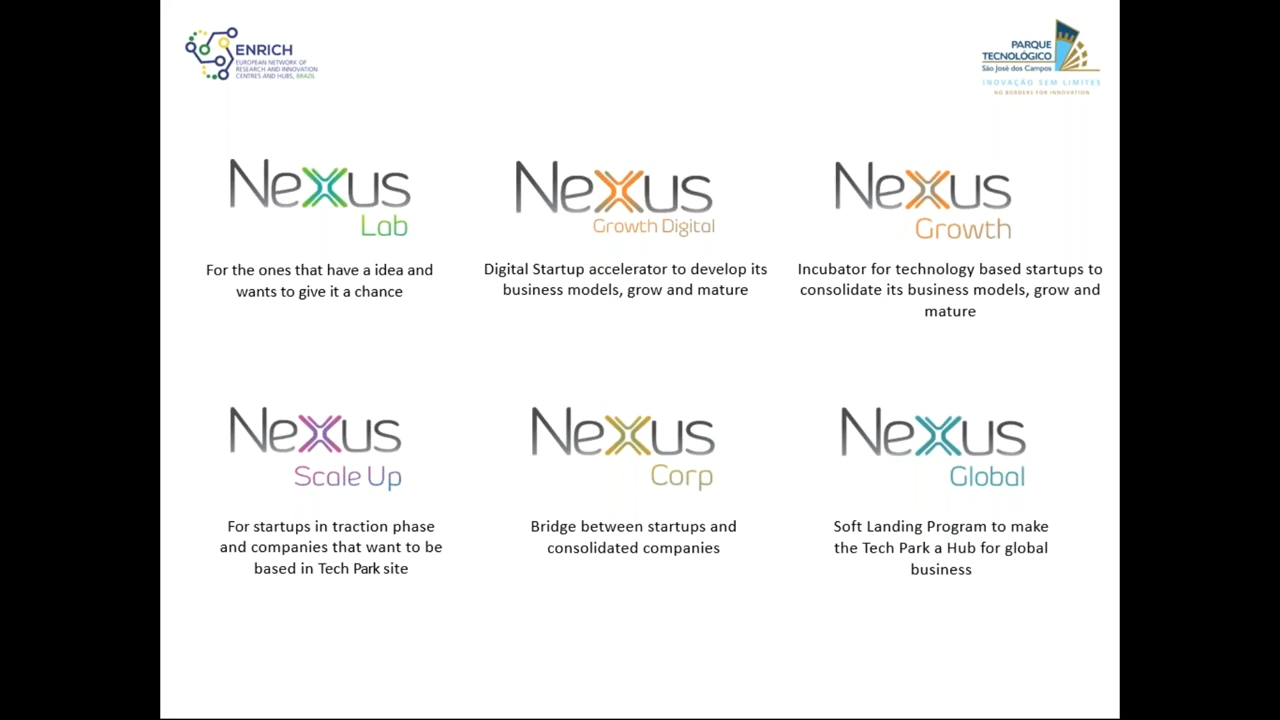 ENRICH
EUROPEAN NETWORK OF
RESEARCH AND INNOVATION
CENTRES AND HUBS, BRAZIL
PARQUE
TECNOLÓGICO
São José dos Campos
INOVAÇÃO SEM LIMITES
NO BORDERS FOR INNOVATION
Nexus
Lab
For the ones that have a idea and
wants to give it a chance
Nexus
Growth Digital
Digital Startup accelerator to develop its
business models, grow and mature
Nexus
Growth
Incubator for technology based startups to
consolidate its business models, grow and
mature
Nexus
Scale Up
For startups in traction phase
and companies that want to be
based in Tech Park site
Nexus
Corp
Bridge between startups and
consolidated companies
Nexus
Global
Soft Landing Program to make
the Tech Park a Hub for global
business